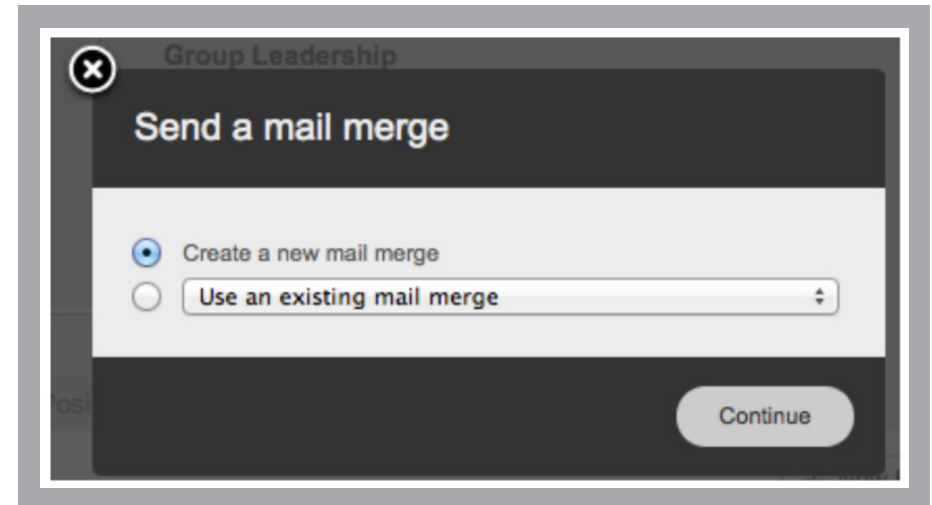 Group Leadership
Send a mail merge
Create a new mail merge
Use an existing mail merge
Continue